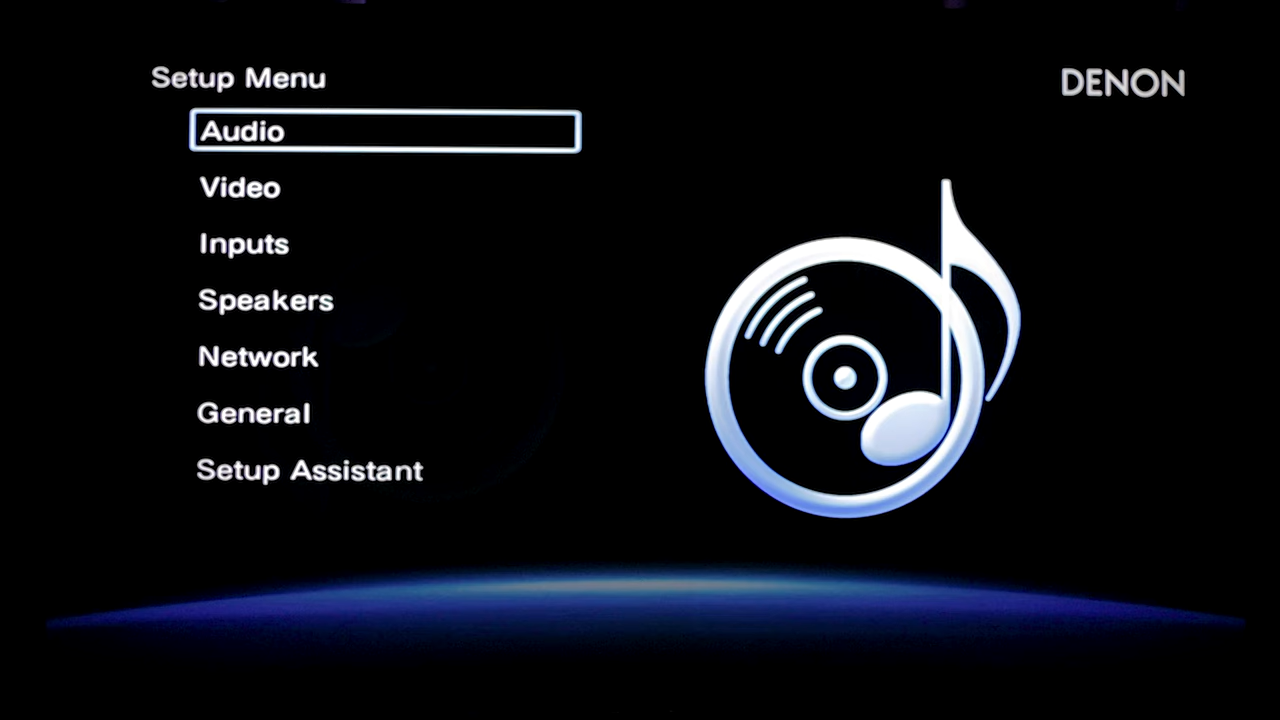 Setup Menu
DENON
Audio
Video
Inputs
Speakers
Network
General
Setup Assistant